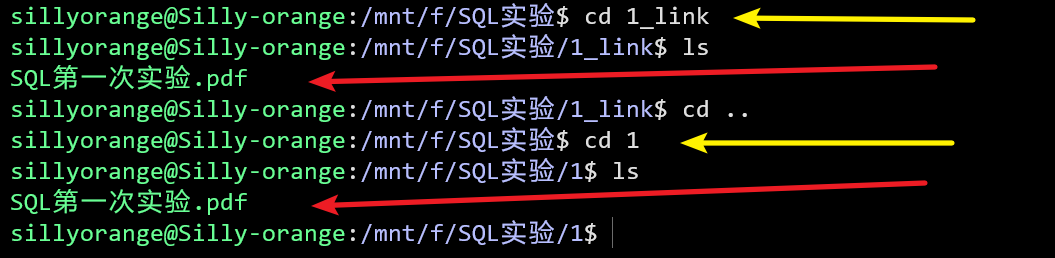 sillyorange@Silly-orange:/mnt/f/SQL实验$ cd 1_link
sillyorange@Silly-orange:/mnt/f/SQL实验/1_link$ ls
SQL第一次实验.pdf
sillyorange@Silly-orange:/mnt/f/SQL实验/1_link$ cd ..
sillyorange@Silly-orange:/mnt/f/SQL实验$ cd 1
sillyorange@Silly-orange:/mnt/f/SQL实验/1$ ls
SQL第一次实验.pdf
sillyorange@Silly-orange:/mnt/f/SQL实验/1$